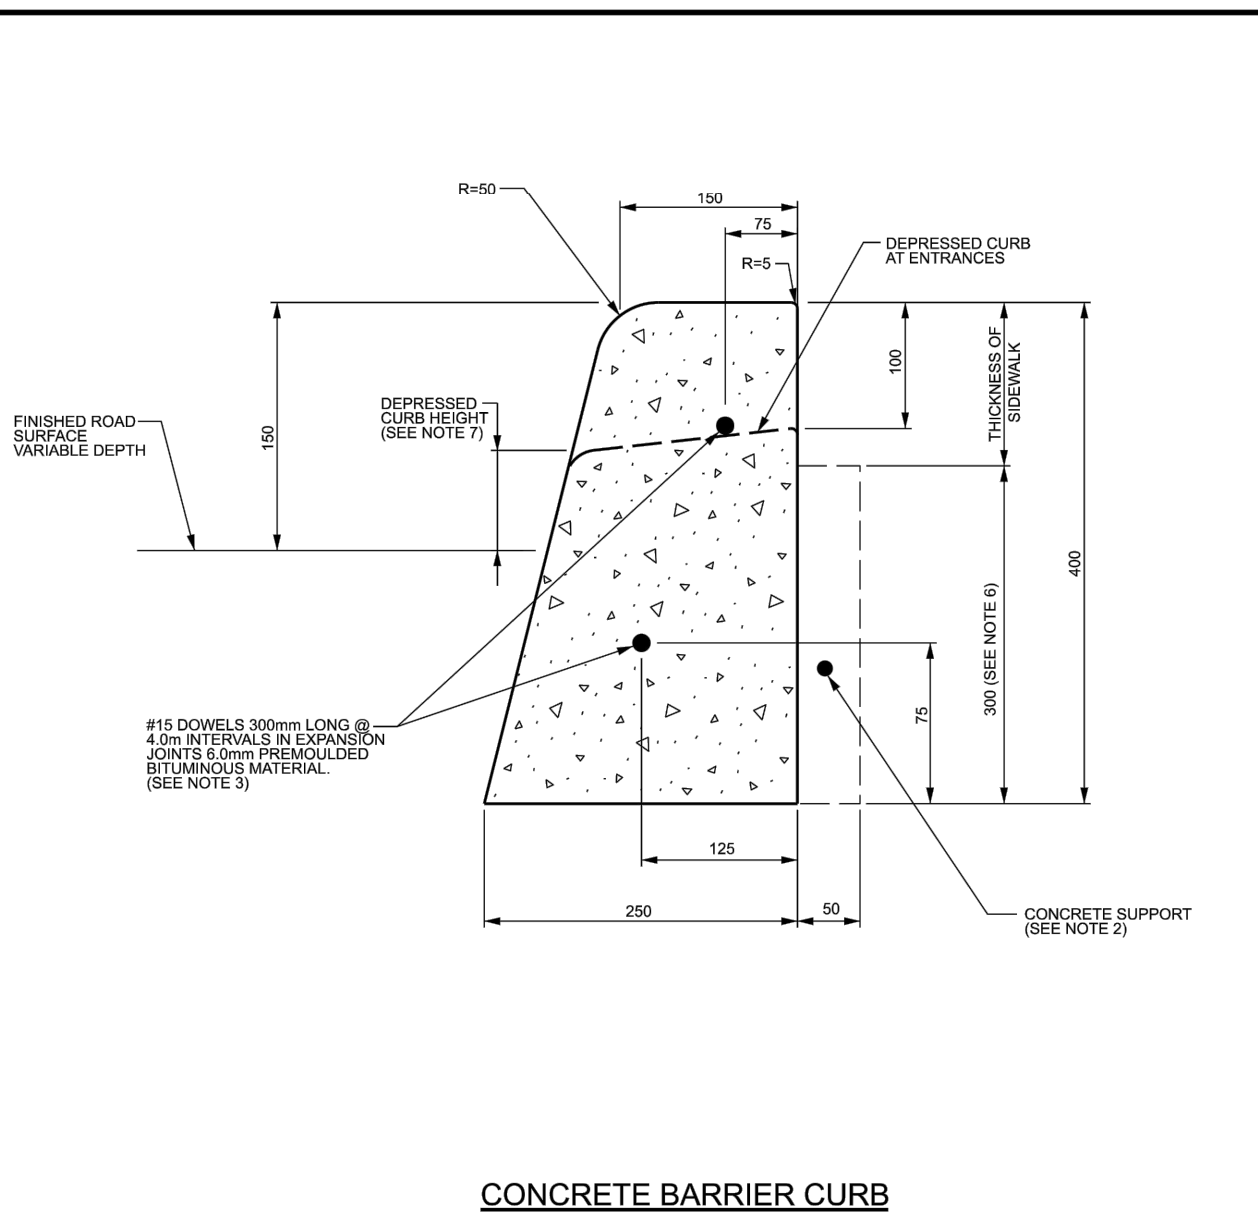 R=50
150
75
R=5
DEPRESSED CURB
AT ENTRANCES
100
THICKNESS OF
SIDEWALK
DEPRESSED
CURB HEIGHT
(SEE NOTE 7)
FINISHED ROAD
SURFACE
VARIABLE DEPTH
150
400
300 (SEE NOTE 6)
75
#15 DOWELS 300mm LONG @
4.0m INTERVALS IN EXPANSION
JOINTS 6.0mm PREMOULDED
BITUMINOUS MATERIAL.
(SEE NOTE 3)
125
250
50
CONCRETE SUPPORT
(SEE NOTE 2)
CONCRETE BARRIER CURB